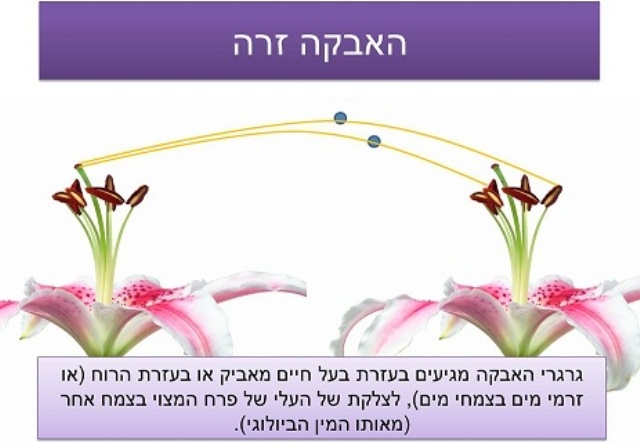 האבקה זרה
גרגרי האבקה מגיעים בעזרת בעל חיים מאביק או בעזרת הרוח (או
זרמי מים בצמחי מים), לצלקת של העלי של פרח המצוי בצמח אחר
(מאותו המין הביולוגי).